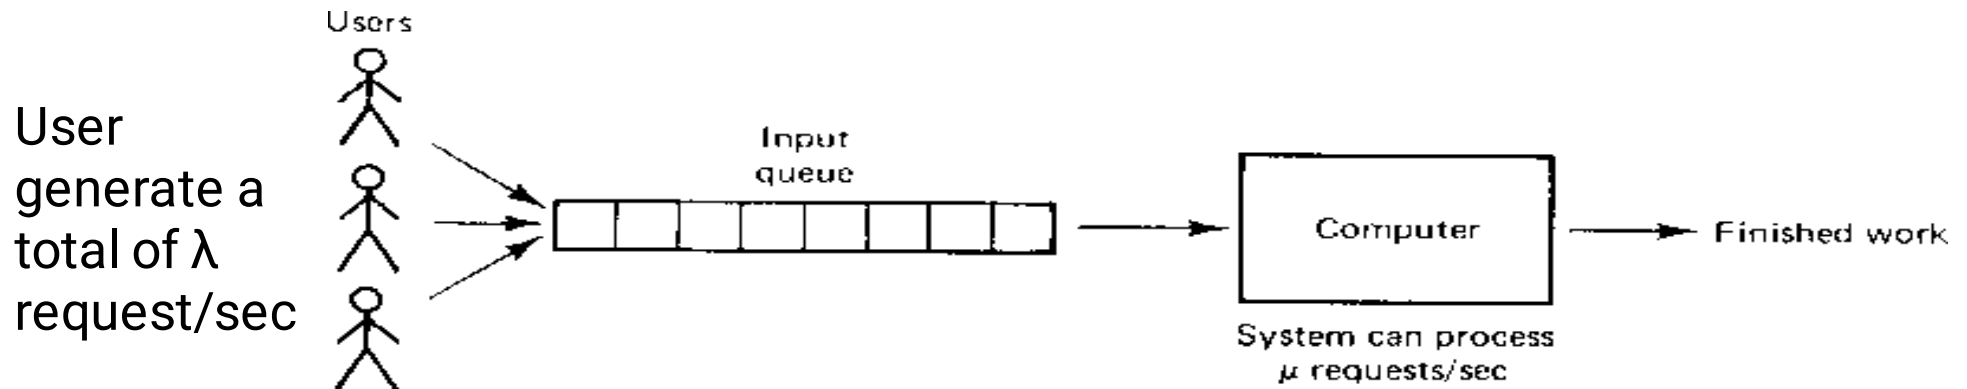 Users
User
generate a
total of λ
request/sec
Input
queue
Computer
Finished work
System can process
μ requests/sec